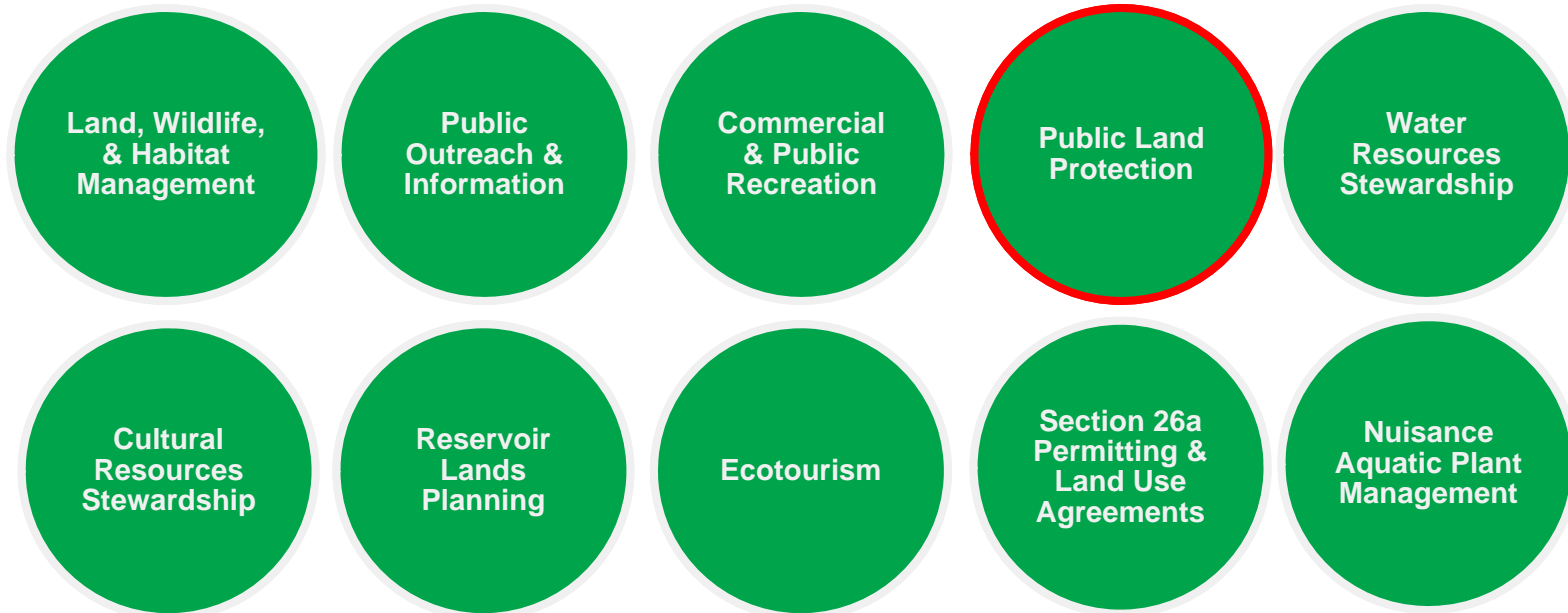 Land, Wildlife,
& Habitat
Management
Public
Outreach &
Information
Commercial
& Public
Recreation
Public Land
Protection
Water
Resources
Stewardship
Cultural
Resources
Stewardship
Reservoir
Lands
Planning
Ecotourism
Section 26a
Permitting &
Land Use
Agreements
Nuisance
Aquatic Plant
Management